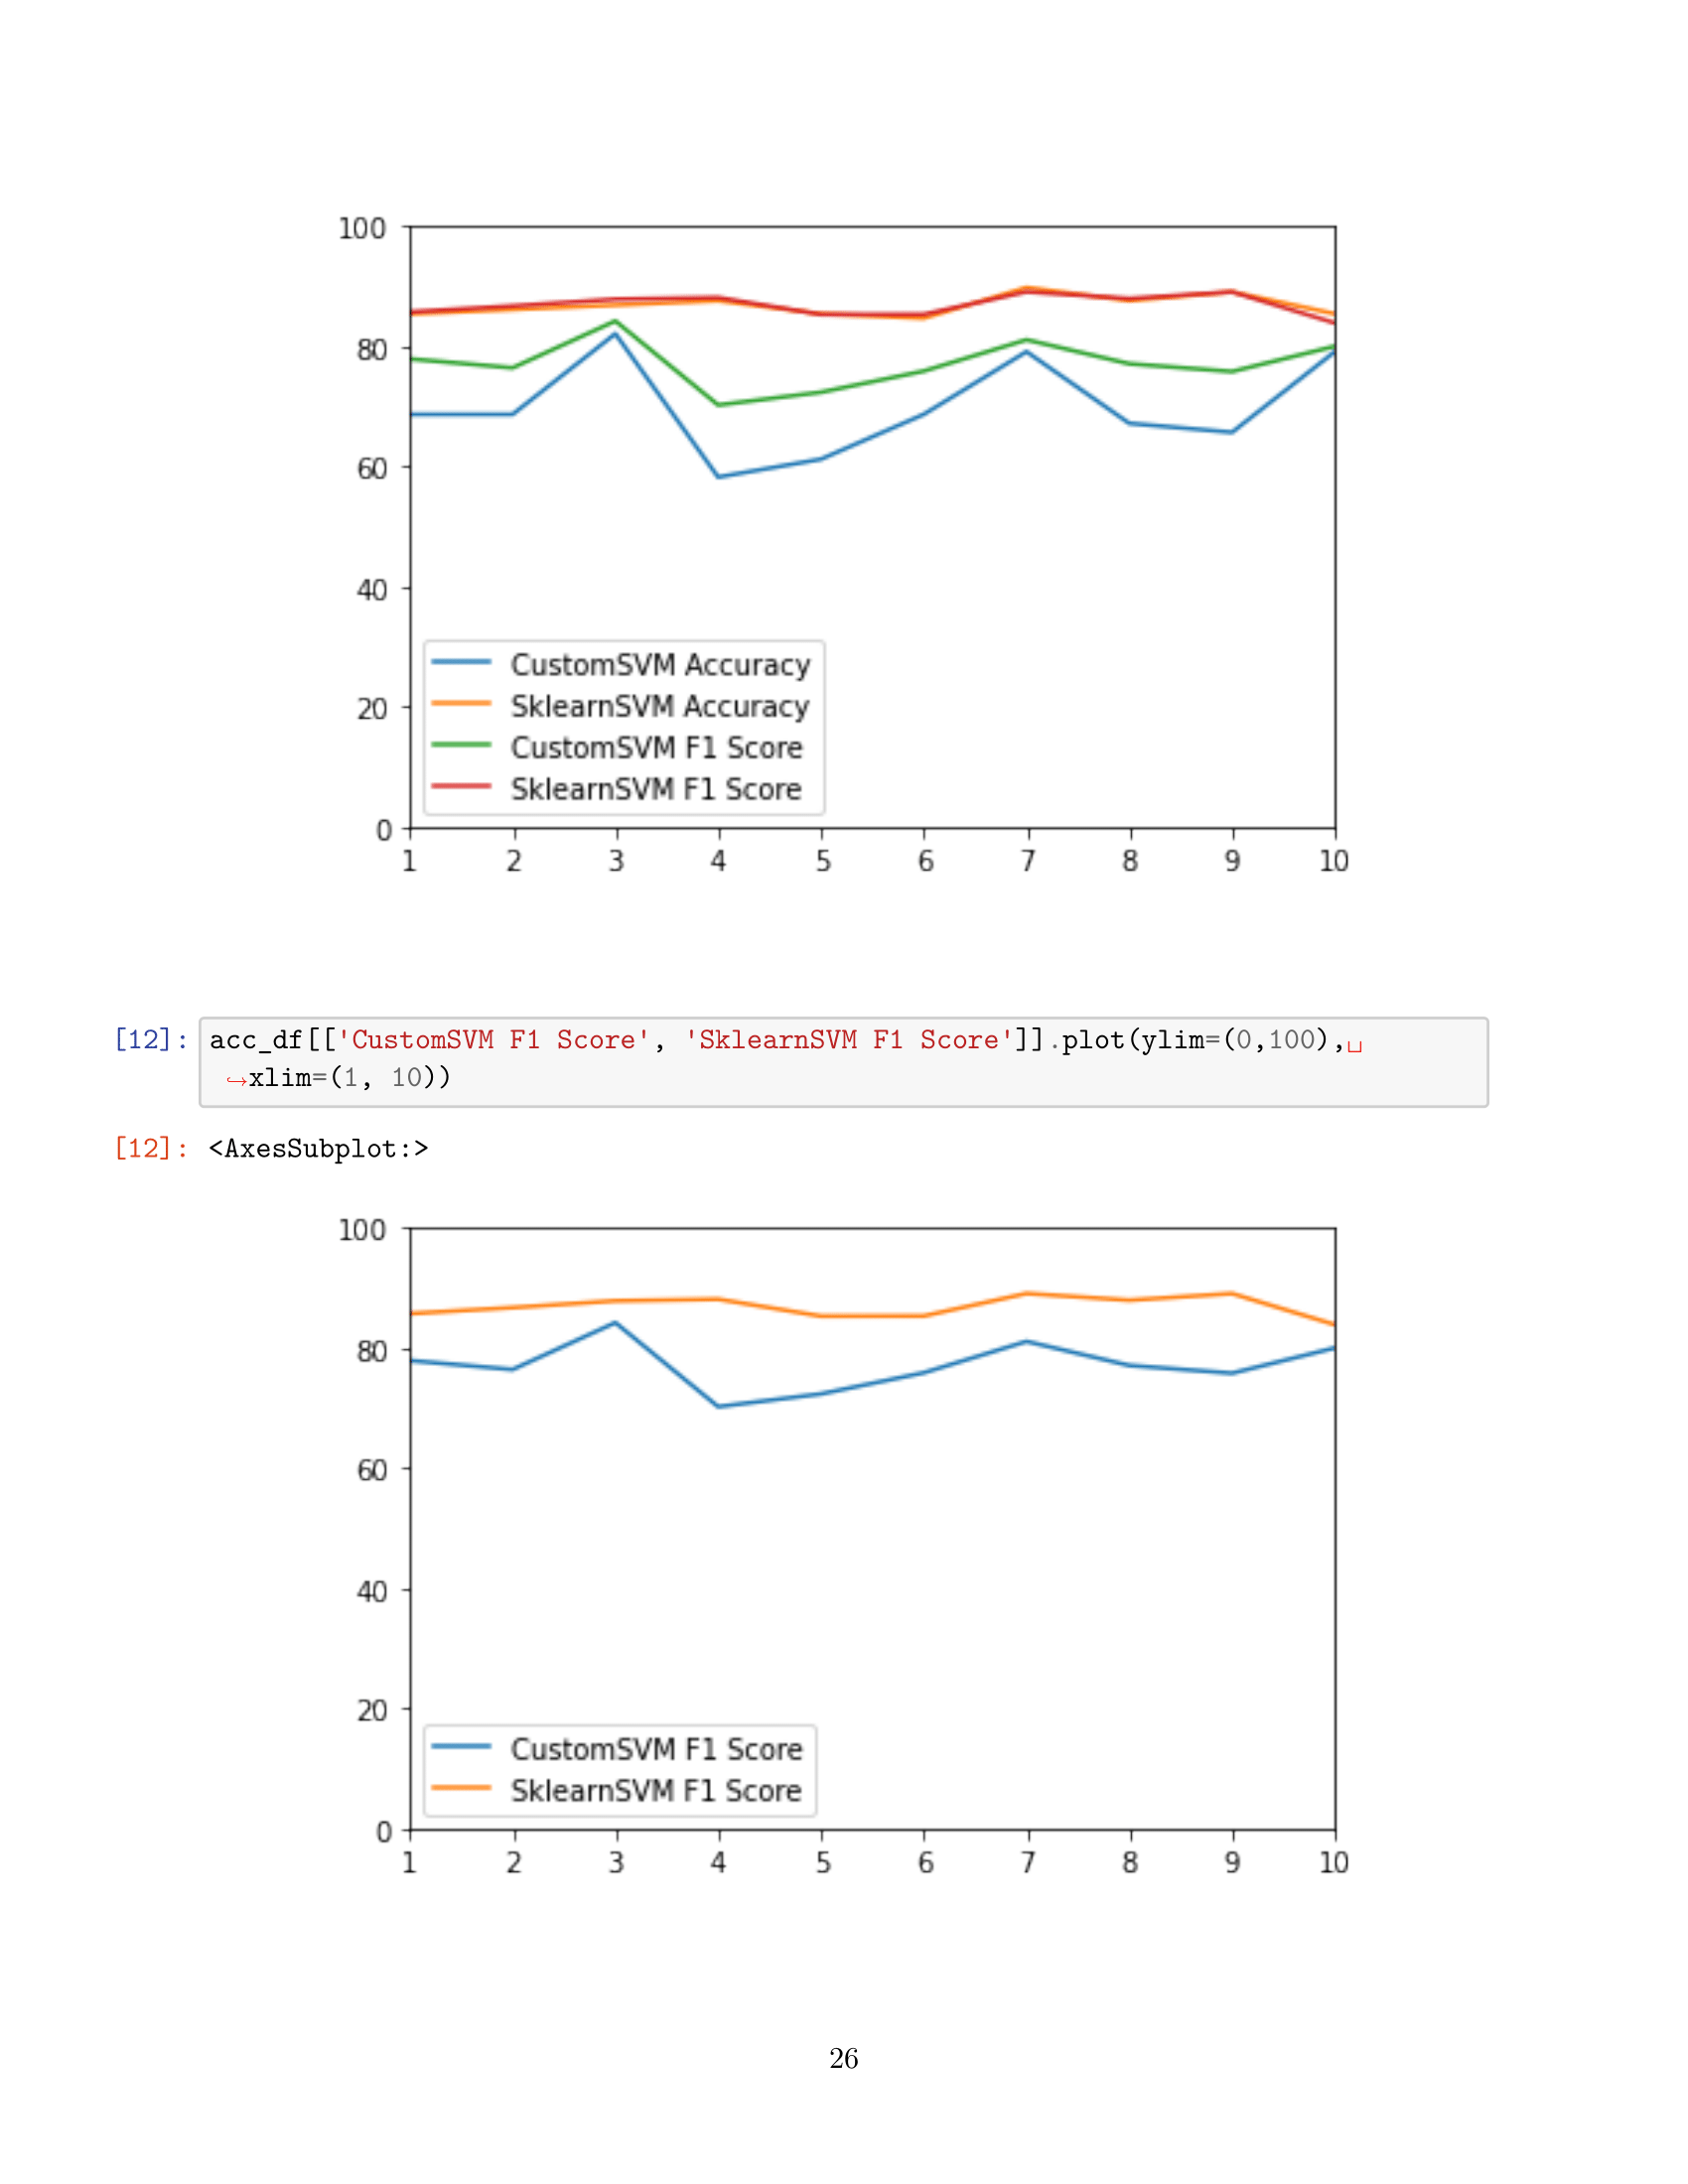 100
80
60
40
20
0
CustomSVM Accuracy
SklearnSVM Accuracy
CustomSVM F1 Score
SklearnSVM F1 Score
1 2 3 4 5 6 7 8 9 10
[12]: acc_df[['CustomSVM F1 Score', 'SklearnSVM F1 Score']].plot(ylim=(0,100),␣
↪xlim=(1, 10))
[12]: <AxesSubplot:>
100
80
60
40
20
0
CustomSVM F1 Score
SklearnSVM F1 Score
1 2 3 4 5 6 7 8 9 10
26